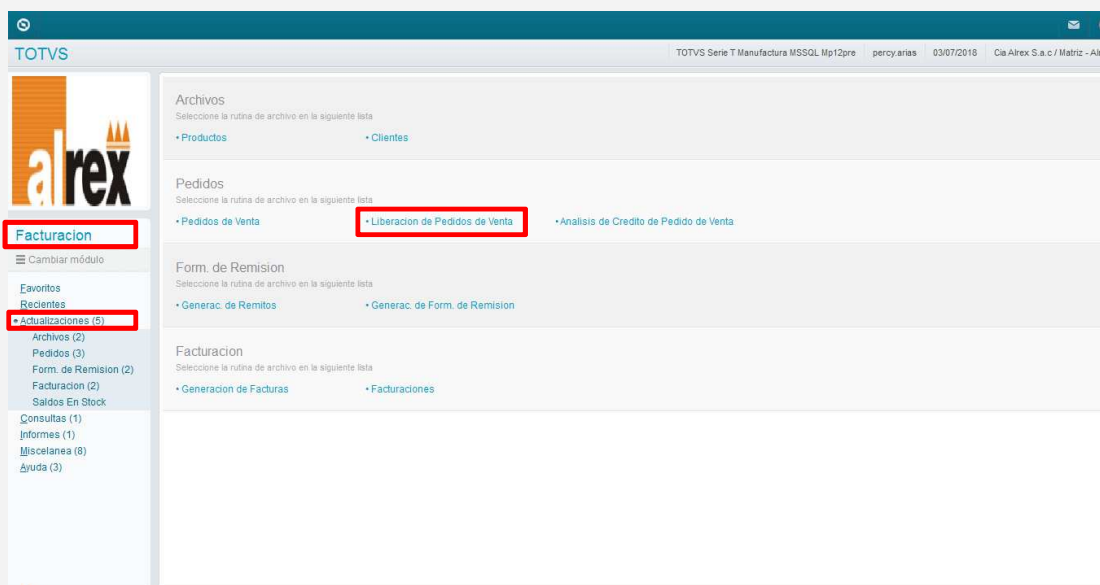 TOTVS
TOTVS Serie T Manufactura MSSQL Mp12pre percy.arias 03/07/2018 Cia Alrex S.a.c / Matriz -
alrex
Facturacion
Cambiar módulo
Favoritos
Recientes
Actualizaciones (5)
Archivos (2)
Pedidos (3)
Form. de Remision (2)
Facturacion (2)
Saldos En Stock
Consultas (1)
Informes (1)
Miscelanea (8)
Ayuda (3)
Archivos
Seleccione la rutina de archivo en la siguiente lista
• Productos • Clientes
Pedidos
Seleccione la rutina de archivo en la siguiente lista
• Pedidos de Venta • Liberacion de Pedidos de Venta • Analisis de Credito de Pedido de Venta
Form. de Remision
Seleccione la rutina de archivo en la siguiente lista
• Generac. de Remitos • Generac. de Form. de Remision
Facturacion
Seleccione la rutina de archivo en la siguiente lista
• Generacion de Facturas • Facturaciones